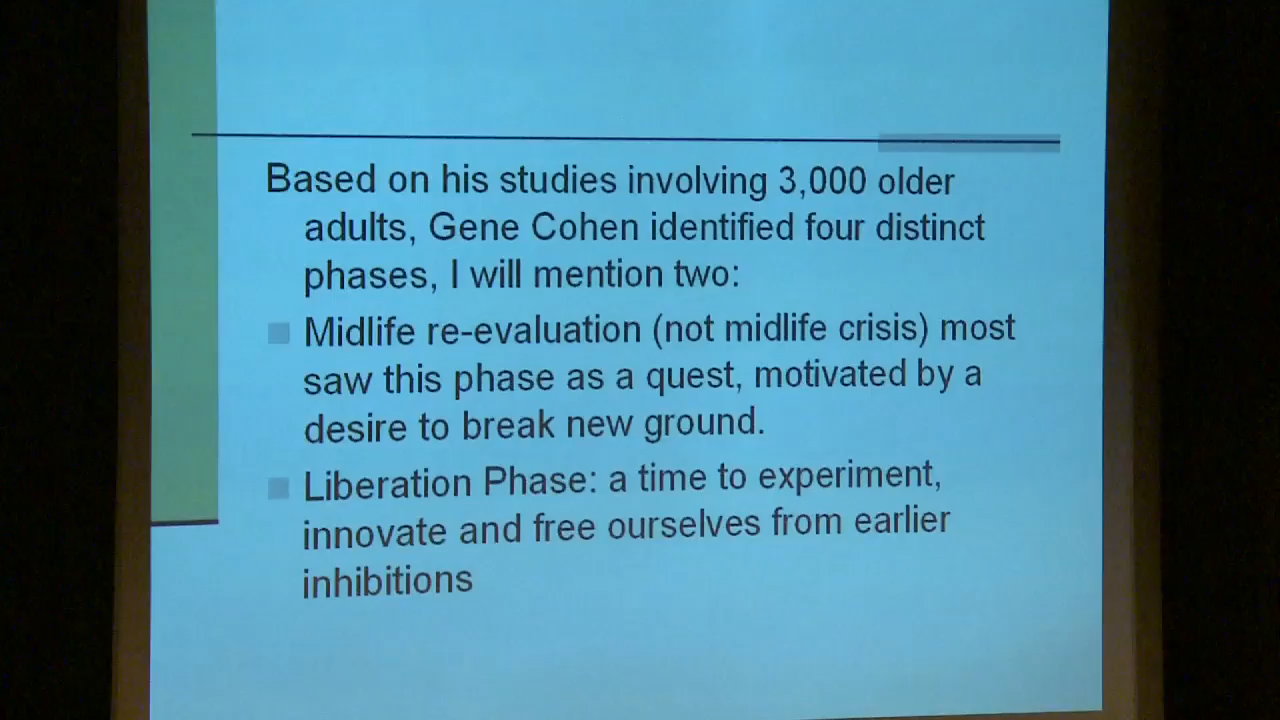 Based on his studies involving 3,000 older
adults, Gene Cohen identified four distinct
phases, I will mention two:
Midlife re-evaluation (not midlife crisis) most
saw this phase as a quest, motivated by a
desire to break new ground.
Liberation Phase: a time to experiment,
innovate and free ourselves from earlier
inhibitions